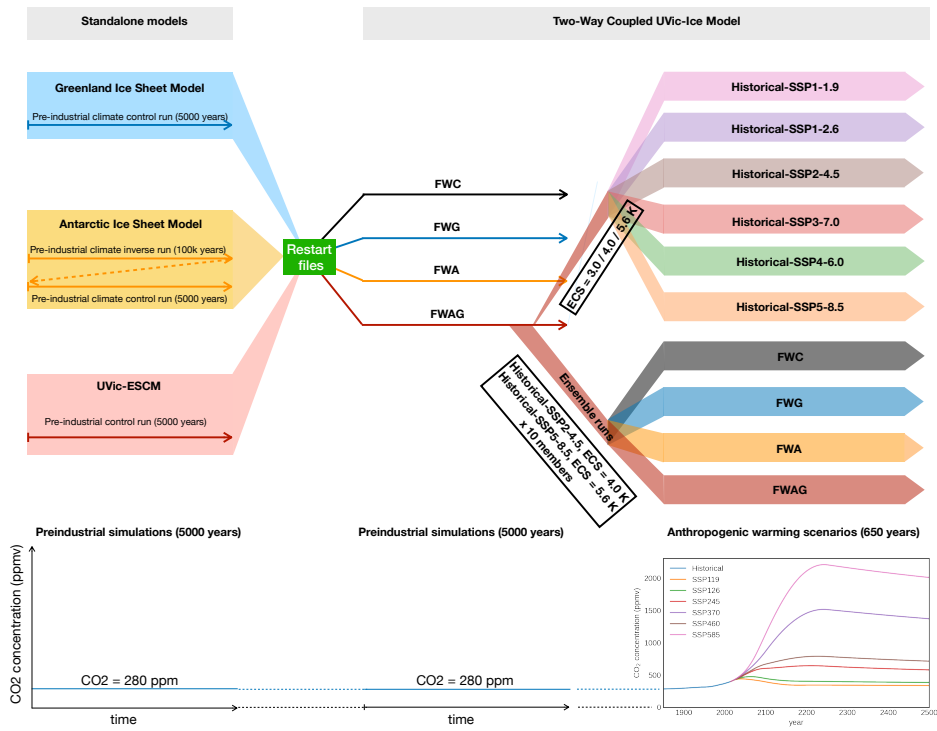 Standalone models
Two-Way Coupled UVic-Ice Model
Greenland Ice Sheet Model
Pre-industrial climate control run (5000 years)
Antarctic Ice Sheet Model
Pre-industrial climate inverse run (100k years)
Pre-industrial climate control run (5000 years)
UVic-ESCM
Pre-industrial control run (5000 years)
Restart
files
FWC
FWG
FWA
FWAG
ECS = 3.0 / 4.0 / 5.6 K
Historical-SSP1-1.9
Historical-SSP1-2.6
Historical-SSP2-4.5
Historical-SSP3-7.0
Historical-SSP4-6.0
Historical-SSP5-8.5
Ensemble runs
Historical-SSP2-4.5, ECS = 4.0 K
Historical-SSP5-8.5, ECS = 5.6 K
x 10 members
FWC
FWG
FWA
FWAG
Preindustrial simulations (5000 years)
CO2 concentration (ppmv)
CO2 = 280 ppm
time
Preindustrial simulations (5000 years)
CO2 = 280 ppm
time
Anthropogenic warming scenarios (650 years)
CO₂ concentration (ppmv)
2000
1500
1000
500
0
Historical
SSP119
SSP126
SSP245
SSP370
SSP460
SSP585
1900 2000 2100 2200 2300 2400 2500
year